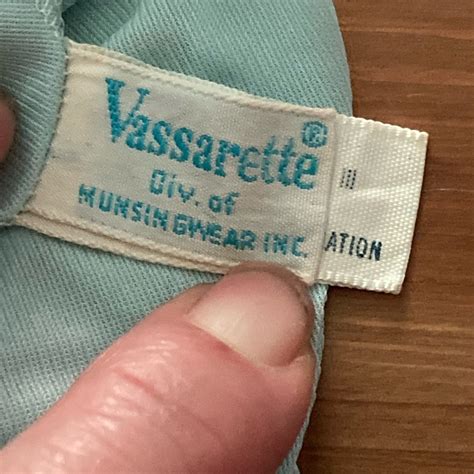 Vassarette®
Div. of
MUNSINGWEAR INC.
ATION